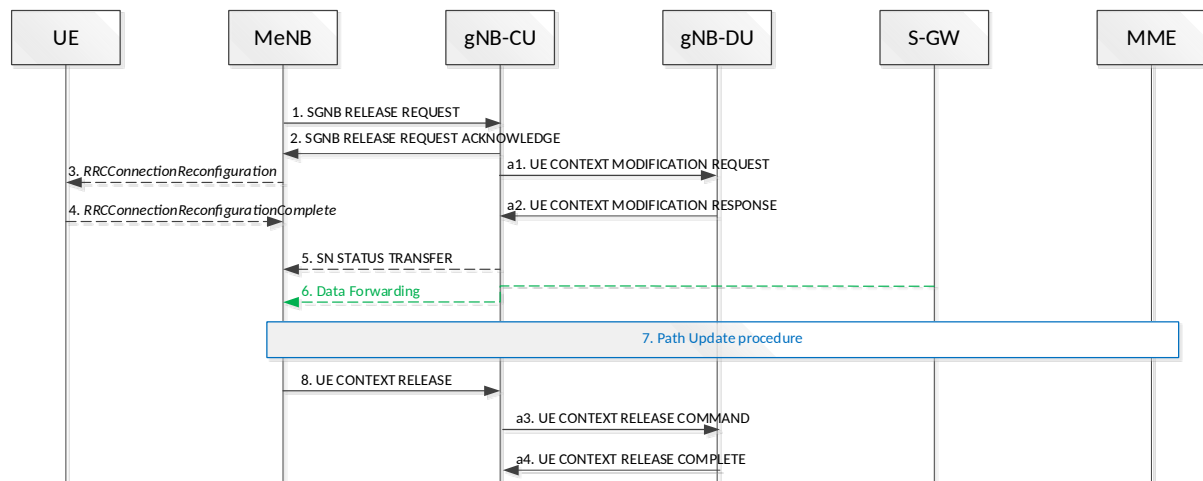 UE
MeNB
gNB-CU
gNB-DU
S-GW
MME
1. SGNB RELEASE REQUEST
2. SGNB RELEASE REQUEST ACKNOWLEDGE
a1. UE CONTEXT MODIFICATION REQUEST
3. RRCConnectionReconfiguration
4. RRCConnectionReconfigurationComplete
a2. UE CONTEXT MODIFICATION RESPONSE
5. SN STATUS TRANSFER
6. Data Forwarding
7. Path Update procedure
8. UE CONTEXT RELEASE
a3. UE CONTEXT RELEASE COMMAND
a4. UE CONTEXT RELEASE COMPLETE